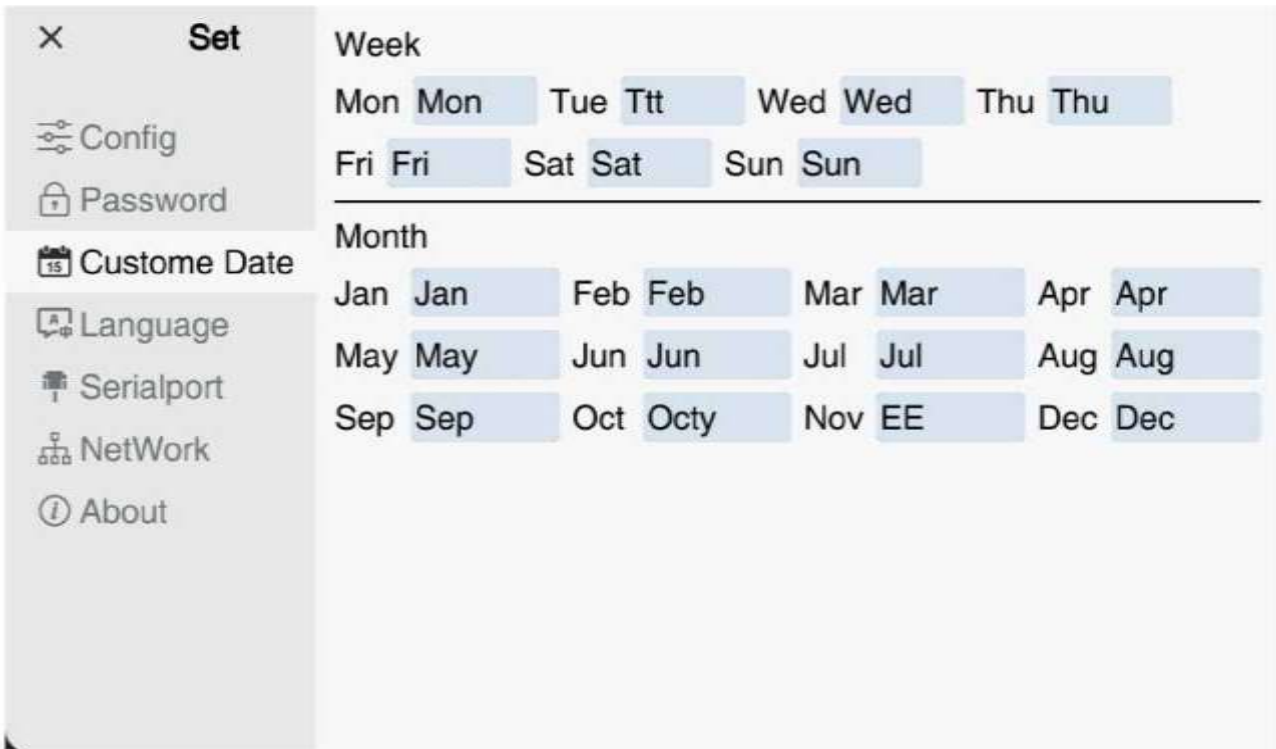 Set
Config
Password
Custome Date
Language
Serialport
NetWork
About
Week
Mon Mon Tue Ttt Wed Wed Thu Thu
Fri Fri Sat Sat Sun Sun
Month
Jan Jan Feb Feb Mar Mar Apr Apr
May May Jun Jun Jul Jul Aug Aug
Sep Sep Oct Octy Nov EE Dec Dec